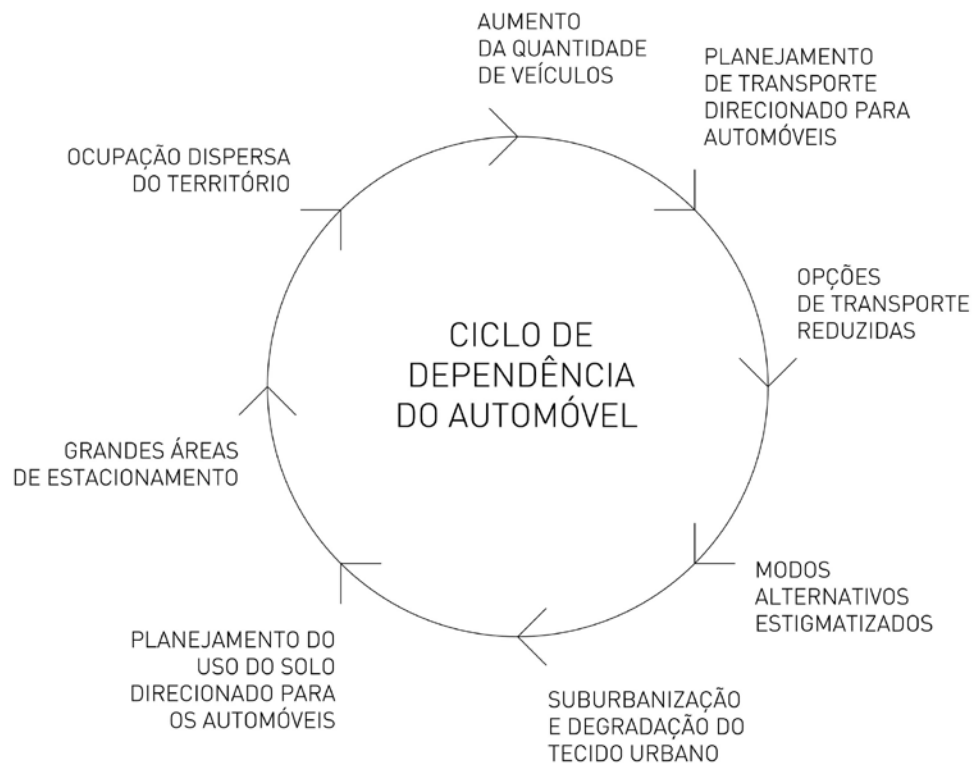 AUMENTO
DA QUANTIDADE
DE VEÍCULOS
PLANEJAMENTO
DE TRANSPORTE
DIRECIONADO PARA
AUTOMÓVEIS
OPÇÕES
DE TRANSPORTE
REDUZIDAS
MODOS
ALTERNATIVOS
ESTIGMATIZADOS
SUBURBANIZAÇÃO
E DEGRADAÇÃO DO
TECIDO URBANO
PLANEJAMENTO DO
USO DO SOLO
DIRECIONADO PARA
OS AUTOMÓVEIS
GRANDES ÁREAS
DE ESTACIONAMENTO
OCUPAÇÃO DISPERSA
DO TERRITÓRIO
CICLO DE
DEPENDÊNCIA
DO AUTOMÓVEL